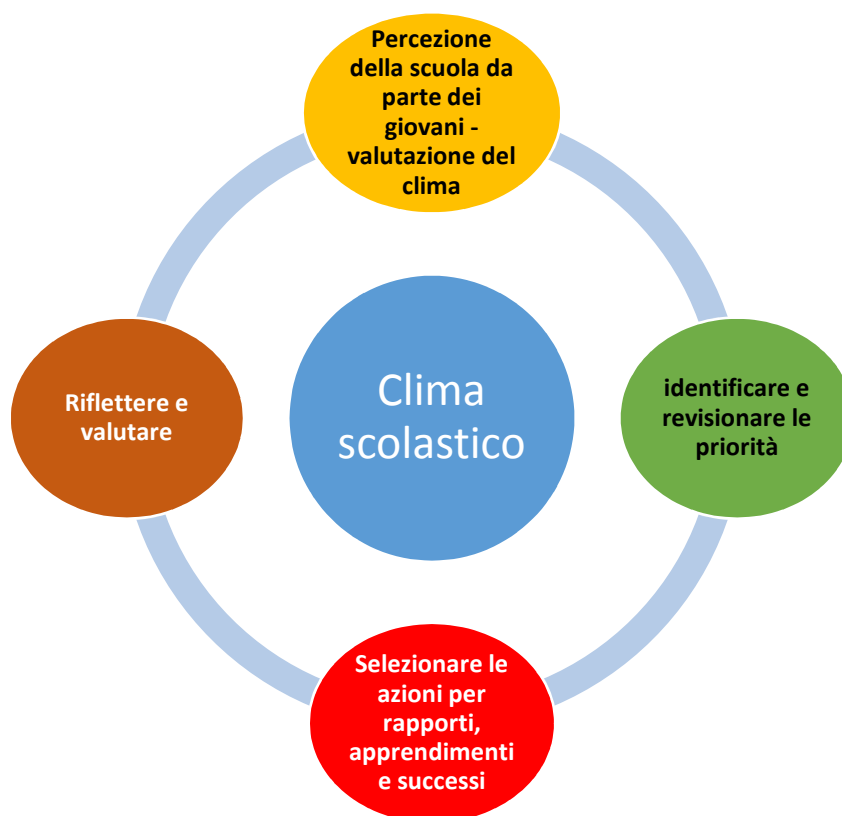 Percezione
della scuola da
parte dei
giovani -
valutazione del
clima
identificare e
revisionare le
priorità
Selezionare le
azioni per
rapporti,
apprendimenti
e successi
Riflettere e
valutare
Clima
scolastico